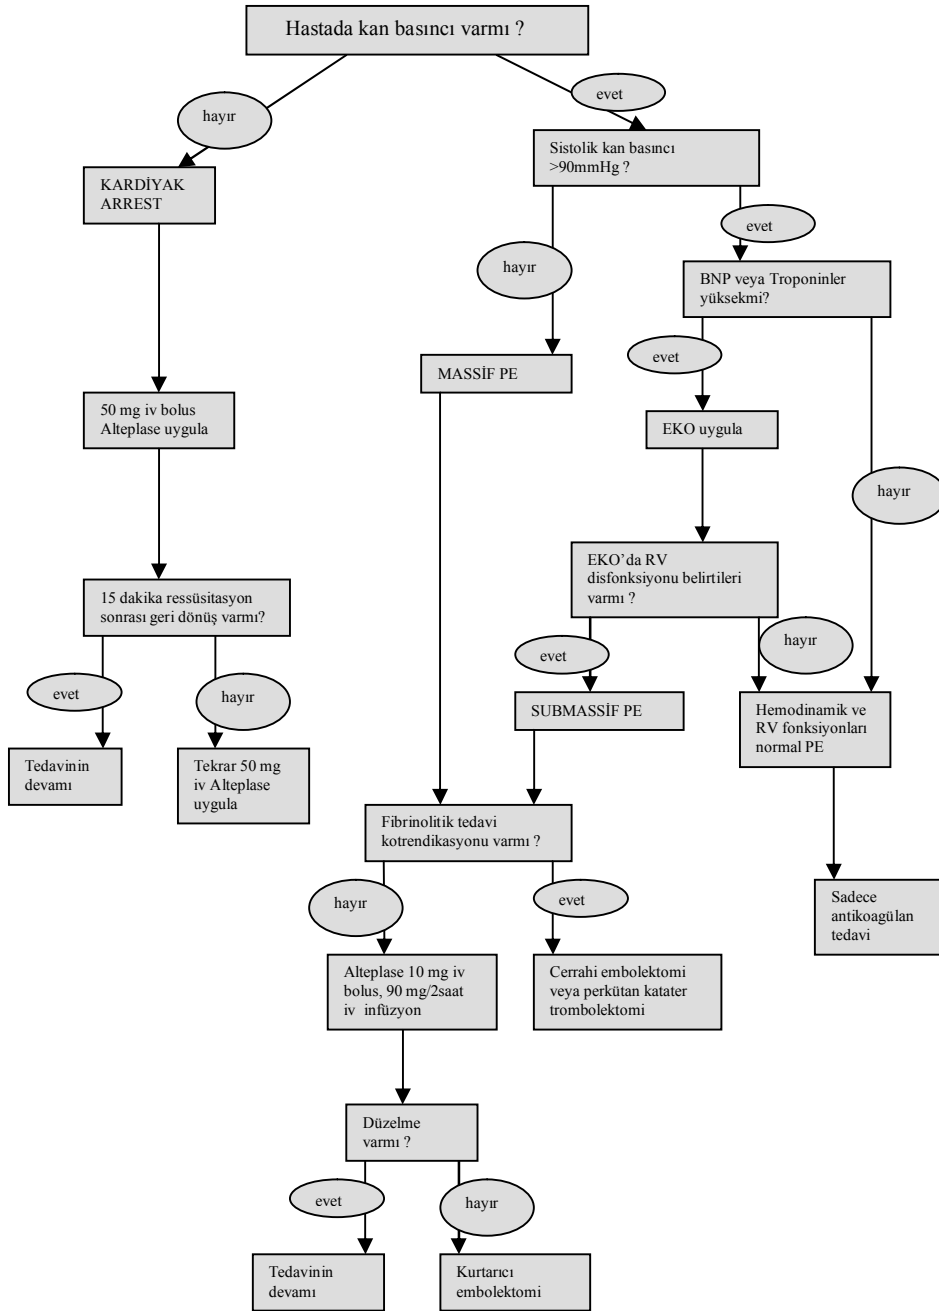 Hastada kan basıncı varmı ?
hayır
evet
KARDİYAK
ARREST
Sistolik kan basıncı
>90mmHg ?
hayır
evet
BNP veya Troponinler
yüksekmi?
evet
hayır
MASSİF PE
EKO uygula
50 mg iv bolus
Alteplase uygula
EKO’da RV
disfonksiyonu belirtileri
varmı ?
15 dakika ressüsitasyon
sonrası geri dönüş varmı?
evet
hayır
evet
hayır
SUBMASSİF PE
Hemodinamik ve
RV fonksiyonları
normal PE
Tedavinin
devamı
Tekrar 50 mg
iv Alteplase
uygula
Fibrinolitik tedavi
kotrendikasyonu varmı ?
hayır
evet
Sadece
antikoagülan
tedavi
Alteplase 10 mg iv
bolus, 90 mg/2saat
iv infüzyon
Cerrahi embolektomi
veya perkütan katater
trombolektomi
Düzelme
varmı ?
evet
hayır
Tedavinin
devamı
Kurtarıcı
embolektomi